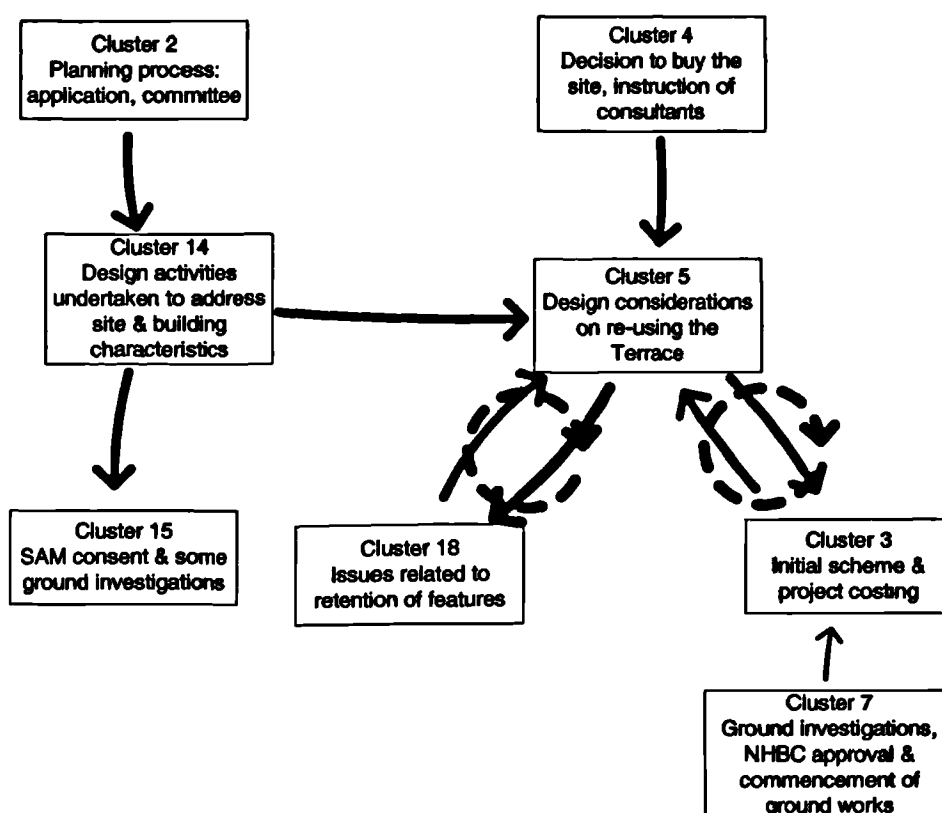 Cluster 2
Planning process:
application, committee
Cluster 4
Decision to buy the
site, instruction of
consultants
Cluster 14
Design activities
undertaken to address
site & building
characteristics
Cluster 5
Design considerations
on re-using the
Terrace
Cluster 15
SAM consent & some
ground investigations
Cluster 18
Issues related to
retention of features
Cluster 3
Initial scheme &
project costing
Cluster 7
Ground investigations,
NHBC approval &
commencement of
ground works